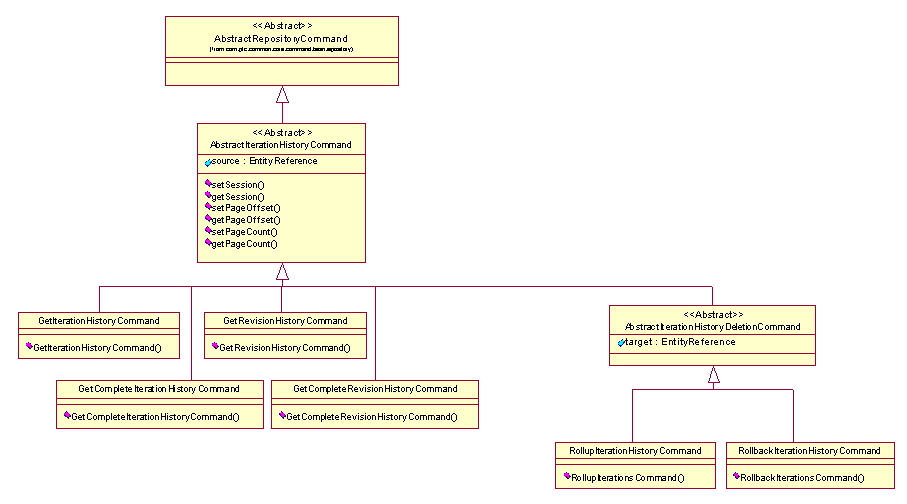 <<Abstract>>
AbstractRepositoryCommand
(from com.ptc.common.core.command.bean.repository)
<<Abstract>>
AbstractIterationHistoryCommand
source : EntityReference
setSession()
getSession()
setPageOffset()
getPageOffset()
setPageCount()
getPageCount()
GetIterationHistoryCommand
GetIterationHistoryCommand()
GetRevisionHistoryCommand
GetRevisionHistoryCommand()
<<Abstract>>
AbstractIterationHistoryDeletionCommand
target : EntityReference
GetCompleteIterationHistoryCommand
GetCompleteIterationHistoryCommand()
GetCompleteRevisionHistoryCommand
GetCompleteRevisionHistoryCommand()
RollupIterationHistoryCommand
RollupIterationsCommand()
RollbackIterationHistoryCommand
RollbackIterationsCommand()